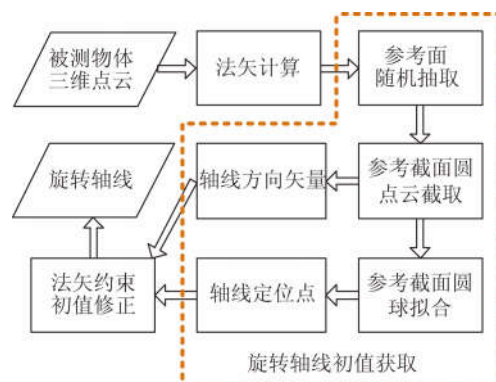 被测物体
三维点云
法矢计算
参考面
随机抽取
旋转轴线
轴线方向矢量
参考截面圆
点云截取
法矢约束
初值修正
轴线定位点
参考截面圆
球拟合
旋转轴线初值获取